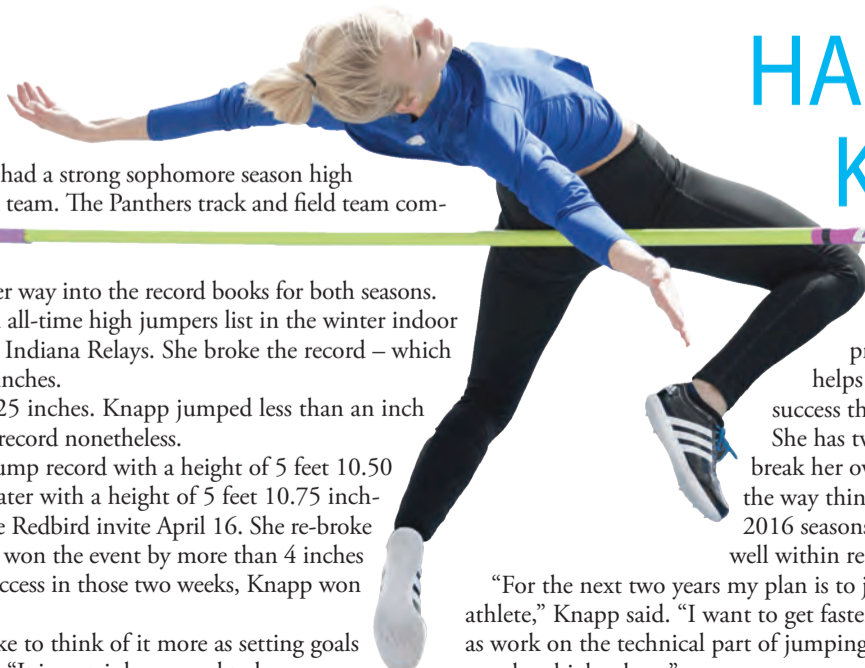 HA
K
had a strong sophomore season high
team. The Panthers track and field team com-
er way into the record books for both seasons.
all-time high jumpers list in the winter indoor
Indiana Relays. She broke the record – which
inches.
25 inches. Knapp jumped less than an inch
record nonetheless.
ump record with a height of 5 feet 10.50
ater with a height of 5 feet 10.75 inch-
e Redbird invite April 16. She re-broke
won the event by more than 4 inches
ccess in those two weeks, Knapp won
ke to think of it more as setting goals
pr
helps
success th
She has tw
break her ov
the way thin
2016 seasons
well within re
“For the next two years my plan is to j
athlete,” Knapp said. “I want to get faste
as work on the technical part of jumping